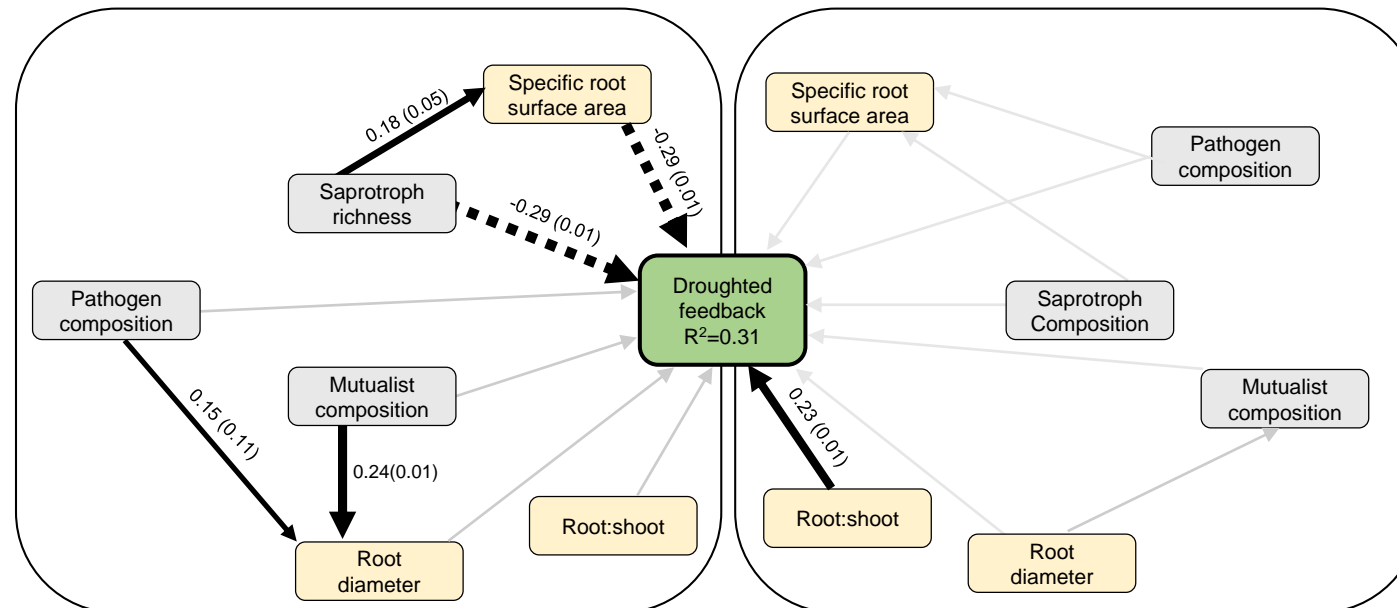 Specific root
surface area
0.18 (0.05)
-0.29 (0.01)
Saprotroph
richness
-0.29 (0.01)
Pathogen
composition
Mutualist
composition
0.15 (0.11)
0.24(0.01)
Root
diameter
Root:shoot
Droughted
feedback
R²=0.31
Specific root
surface area
Pathogen
composition
Saprotroph
Composition
Mutualist
composition
0.23 (0.01)
Root:shoot
Root
diameter